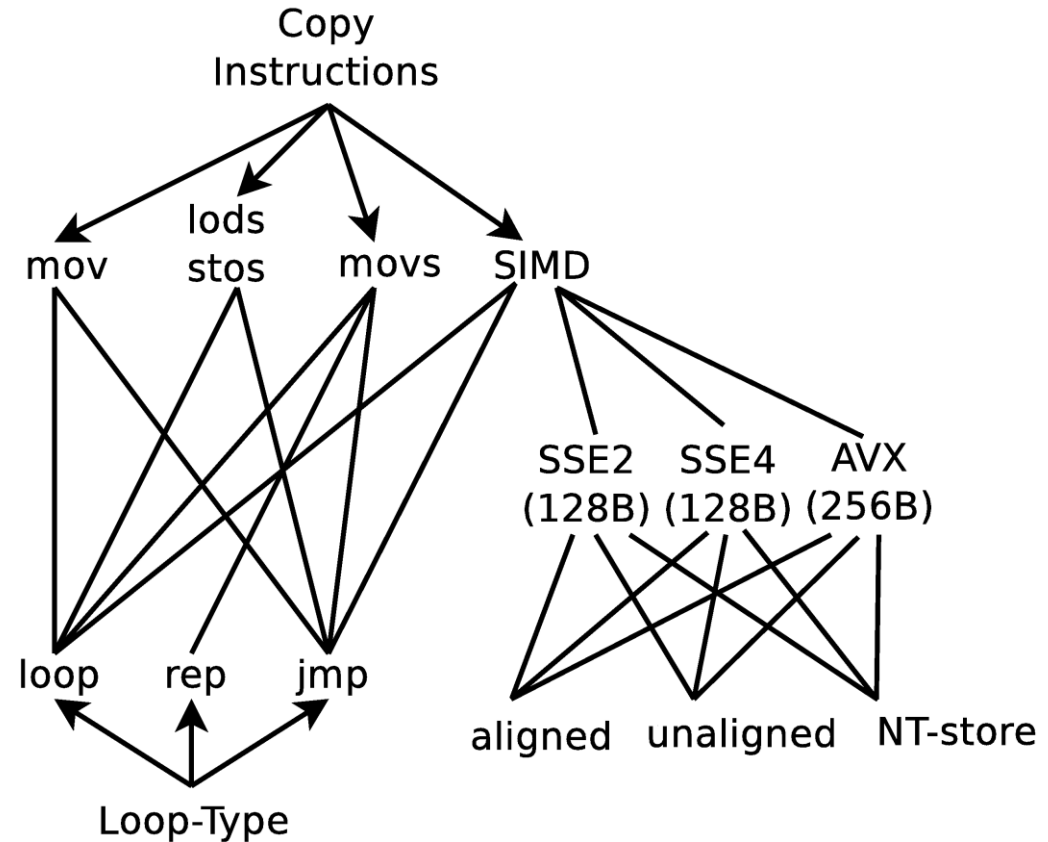 Copy
Instructions
mov
lods
stos
movs
SIMD
SSE2
(128B)
SSE4
(128B)
AVX
(256B)
loop
rep
jmp
aligned
unaligned
NT-store
Loop-Type